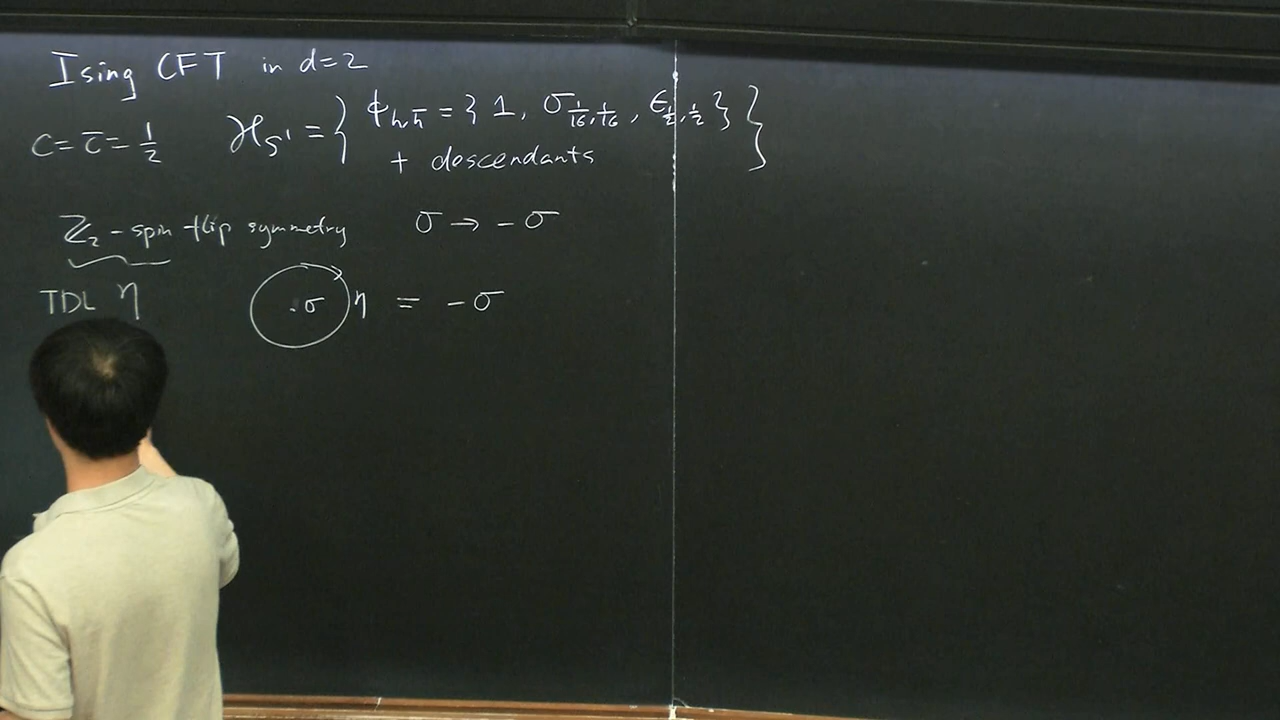 Ising CFT in d=2
c = c̄ = 1/2   ℋ_{S¹} = { ϕ_{h,h̄} = { 1, σ_{1/16,1/16}, ϵ_{1/2,1/2} } }
+ descendants
ℤ₂ - spin flip symmetry   σ → - σ
TDL η   . σ η = - σ